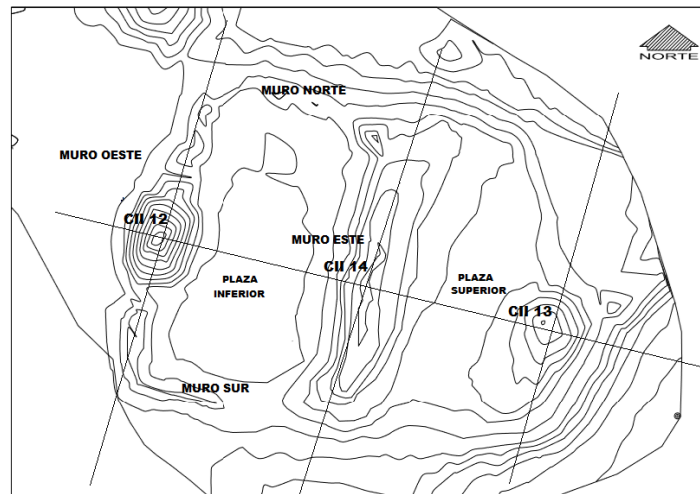 NORTE
MURO NORTE
MURO OESTE
CII 12
MURO ESTE
CII 14
PLAZA
INFERIOR
PLAZA
SUPERIOR
CII 13
MURO SUR